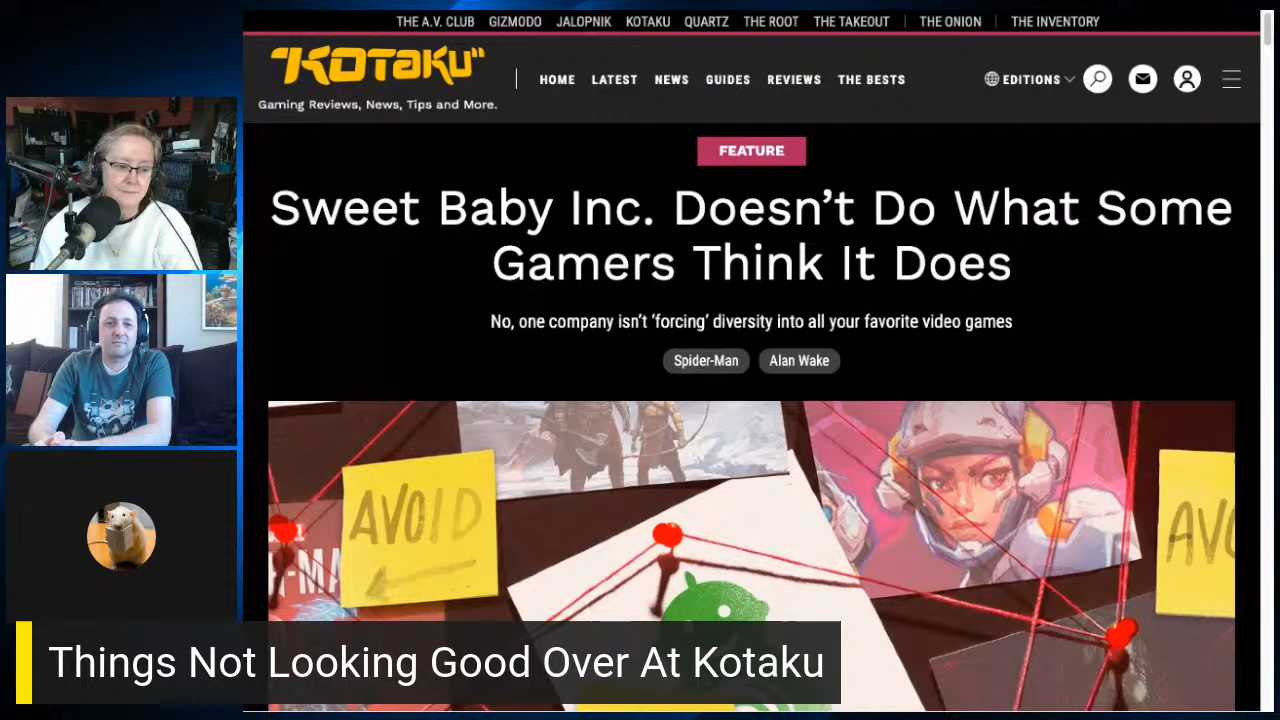 THE A.V. CLUB GIZMODO JALOPNIK KOTAKU QUARTZ THE ROOT THE TAKEOUT THE ONION THE INVENTORY
"KOTAKU"
HOME LATEST NEWS GUIDES REVIEWS THE BESTS EDITIONS
Gaming Reviews, News, Tips and More.
FEATURE
Sweet Baby Inc. Doesn't Do What Some
Gamers Think It Does
No, one company isn't 'forcing' diversity into all your favorite video games
Spider-Man Alan Wake
AVOID
Things Not Looking Good Over At Kotaku